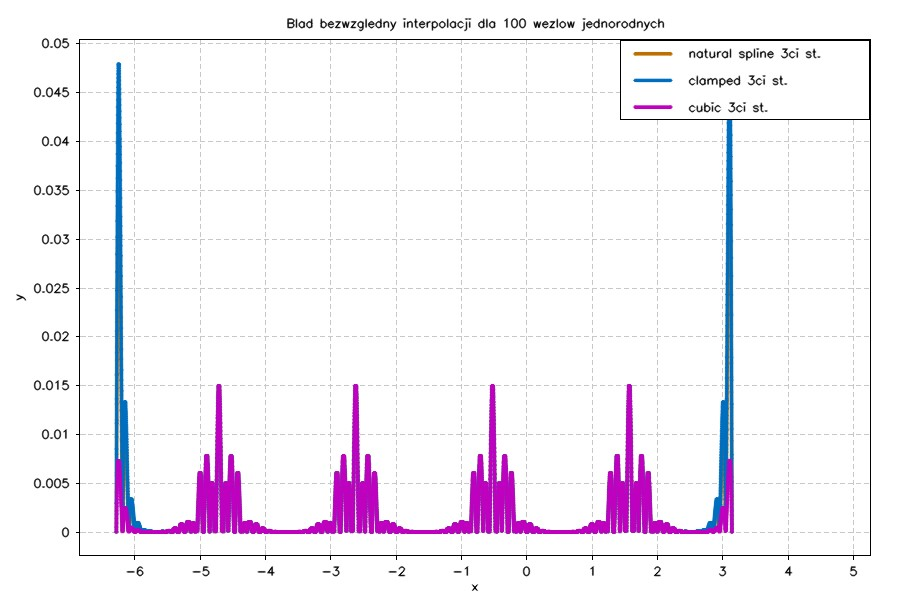 Blad bezwzgledny interpolacji dla 100 wezlow jednorodnych
natural spline 3ci st.
clamped 3ci st.
cubic 3ci st.
0.05
0.045
0.04
0.035
0.03
0.025
0.02
0.015
0.01
0.005
0
y
-6 -5 -4 -3 -2 -1 0 1 2 3 4 5
x